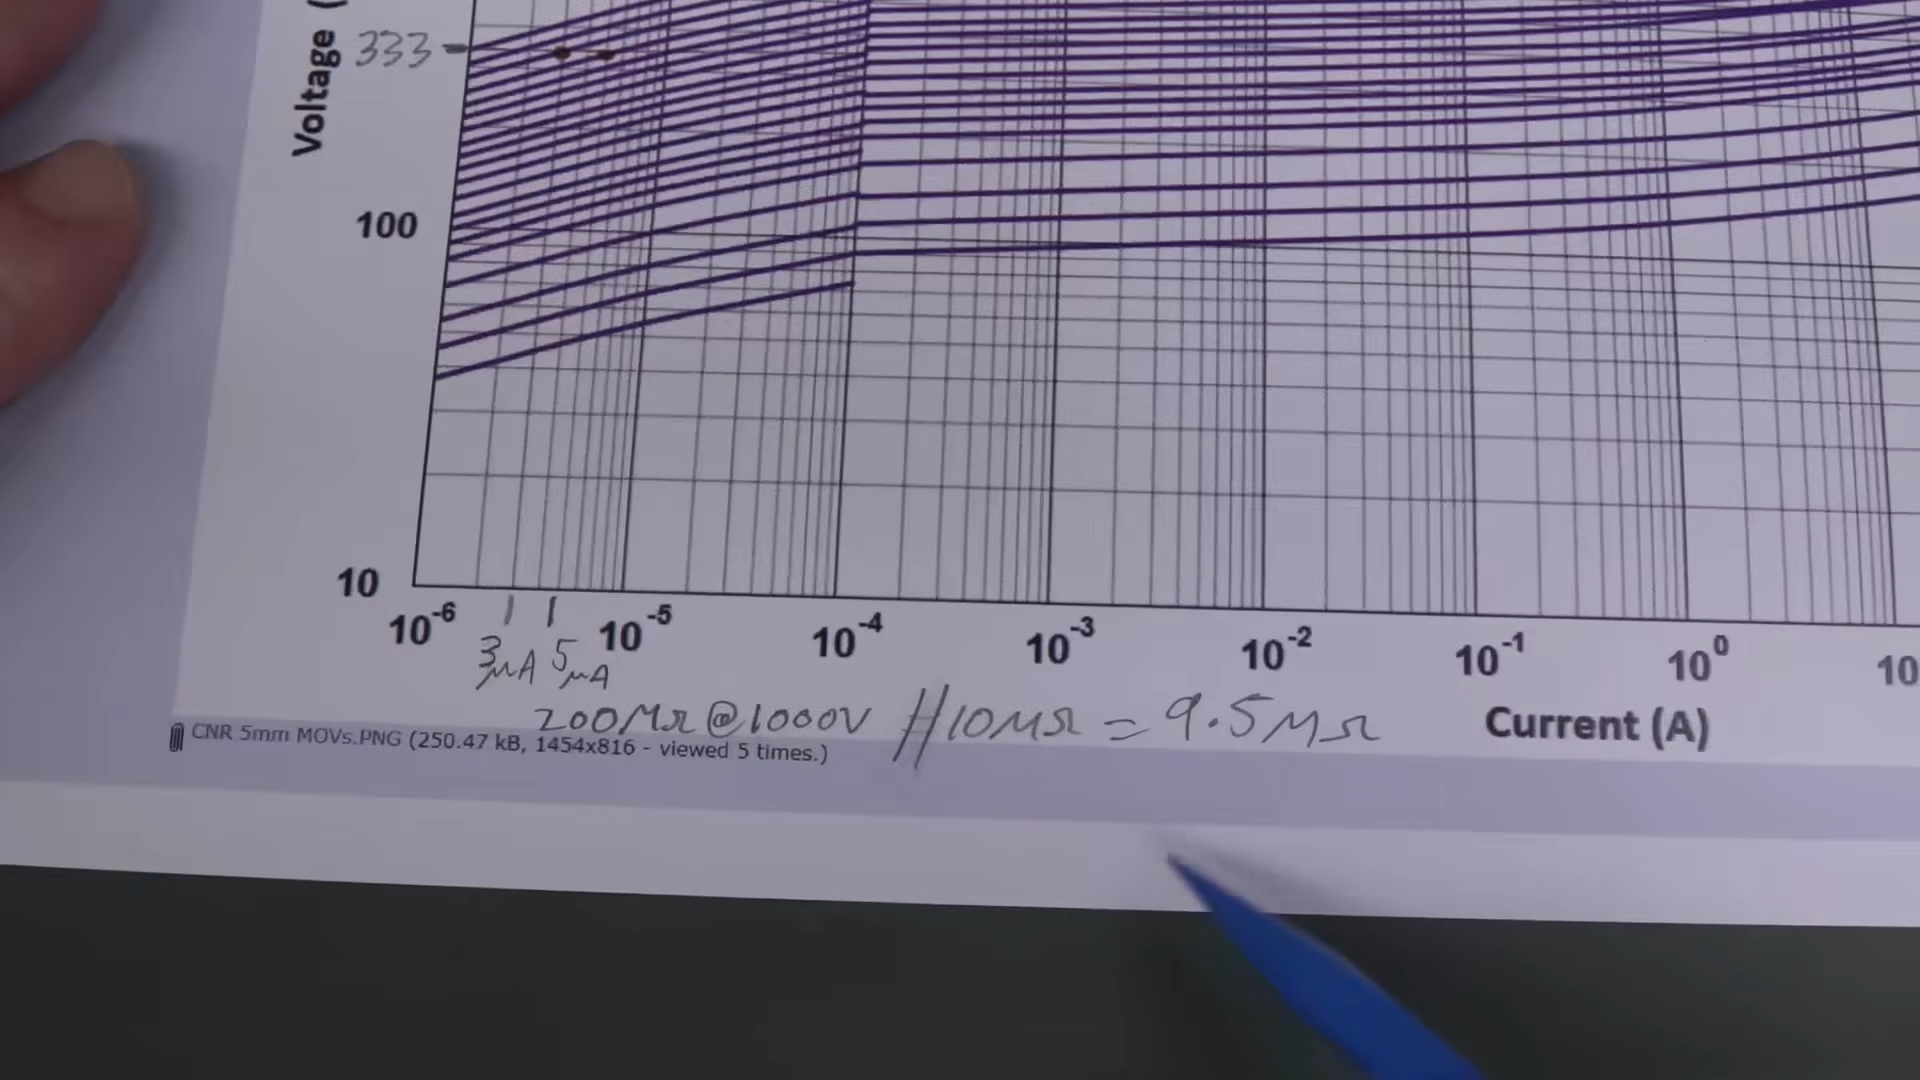 Voltage (
333
100
10
10-6 10-5 10-4 10-3 10-2 10-1 100 10
3μA 5μA
200MΩ@1000V //10MΩ = 9.5MΩ
Current (A)
CNR 5mm MOVs.PNG (250.47 kB, 1454x816 - viewed 5 times.)